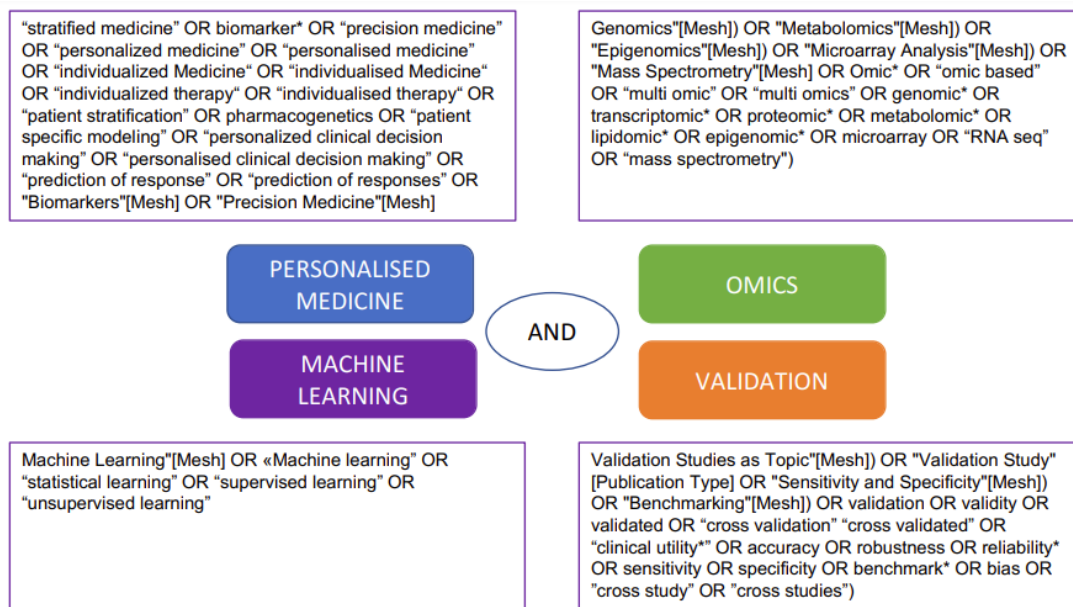 “stratified medicine” OR biomarker* OR “precision medicine”
OR “personalized medicine” OR “personalised medicine”
OR “individualized Medicine“ OR “individualised Medicine“
OR “individualized therapy“ OR “individualised therapy“ OR
“patient stratification” OR pharmacogenetics OR “patient
specific modeling” OR “personalized clinical decision
making” OR “personalised clinical decision making” OR
“prediction of response” OR “prediction of responses” OR
"Biomarkers"[Mesh] OR "Precision Medicine"[Mesh]
Genomics"[Mesh]) OR "Metabolomics"[Mesh]) OR
"Epigenomics"[Mesh]) OR "Microarray Analysis"[Mesh]) OR
"Mass Spectrometry"[Mesh] OR Omic* OR “omic based”
OR “multi omic” OR “multi omics” OR genomic* OR
transcriptomic* OR proteomic* OR metabolomic* OR
lipidomic* OR epigenomic* OR microarray OR “RNA seq”
OR “mass spectrometry")
PERSONALISED
MEDICINE
OMICS
AND
MACHINE
LEARNING
VALIDATION
Machine Learning"[Mesh] OR «Machine learning” OR
“statistical learning” OR “supervised learning” OR
“unsupervised learning”
Validation Studies as Topic"[Mesh]) OR "Validation Study"
[Publication Type] OR "Sensitivity and Specificity"[Mesh])
OR "Benchmarking"[Mesh]) OR validation OR validity OR
validated OR “cross validation” “cross validated” OR
“clinical utility*” OR accuracy OR robustness OR reliability*
OR sensitivity OR specificity OR benchmark* OR bias OR
”cross study” OR ”cross studies”)